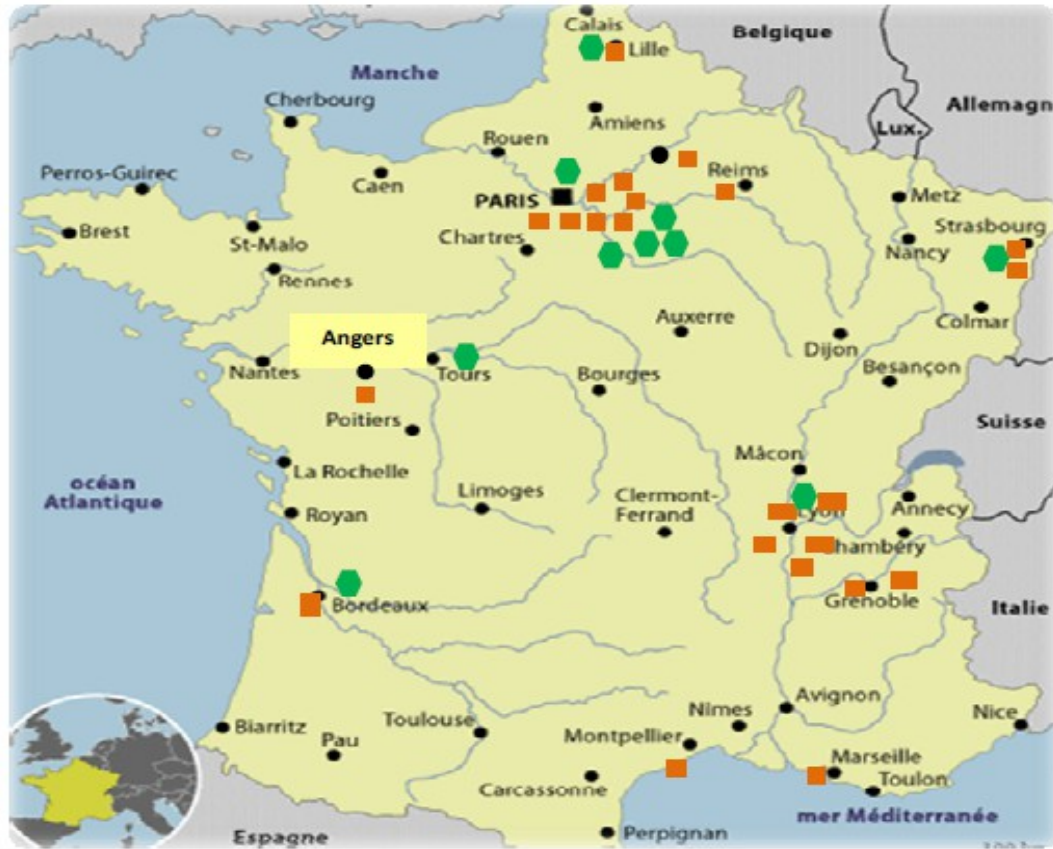 Calais
Belgique
Lille
Manche
Allemagn
Cherbourg
Amiens
Lux.
Rouen
Reims
Perros-Guirec
Caen
Metz
PARIS
Strasbourg
Brest
St-Malo
Chartres
Nancy
Rennes
Colmar
Auxerre
Angers
Dijon
Nantes
Tours
Bourges
Besançon
Poitiers
Suisse
Mâcon
La Rochelle
océan
Atlantique
Limoges
Clermont-
Ferrand
Annecy
Royan
Lyon
Chambéry
Grenoble
Bordeaux
Italie
Avignon
Biarritz
Toulouse
Nîmes
Nice
Pau
Montpellier
Marseille
Carcassonne
Toulon
mer Méditerranée
Espagne
Perpignan